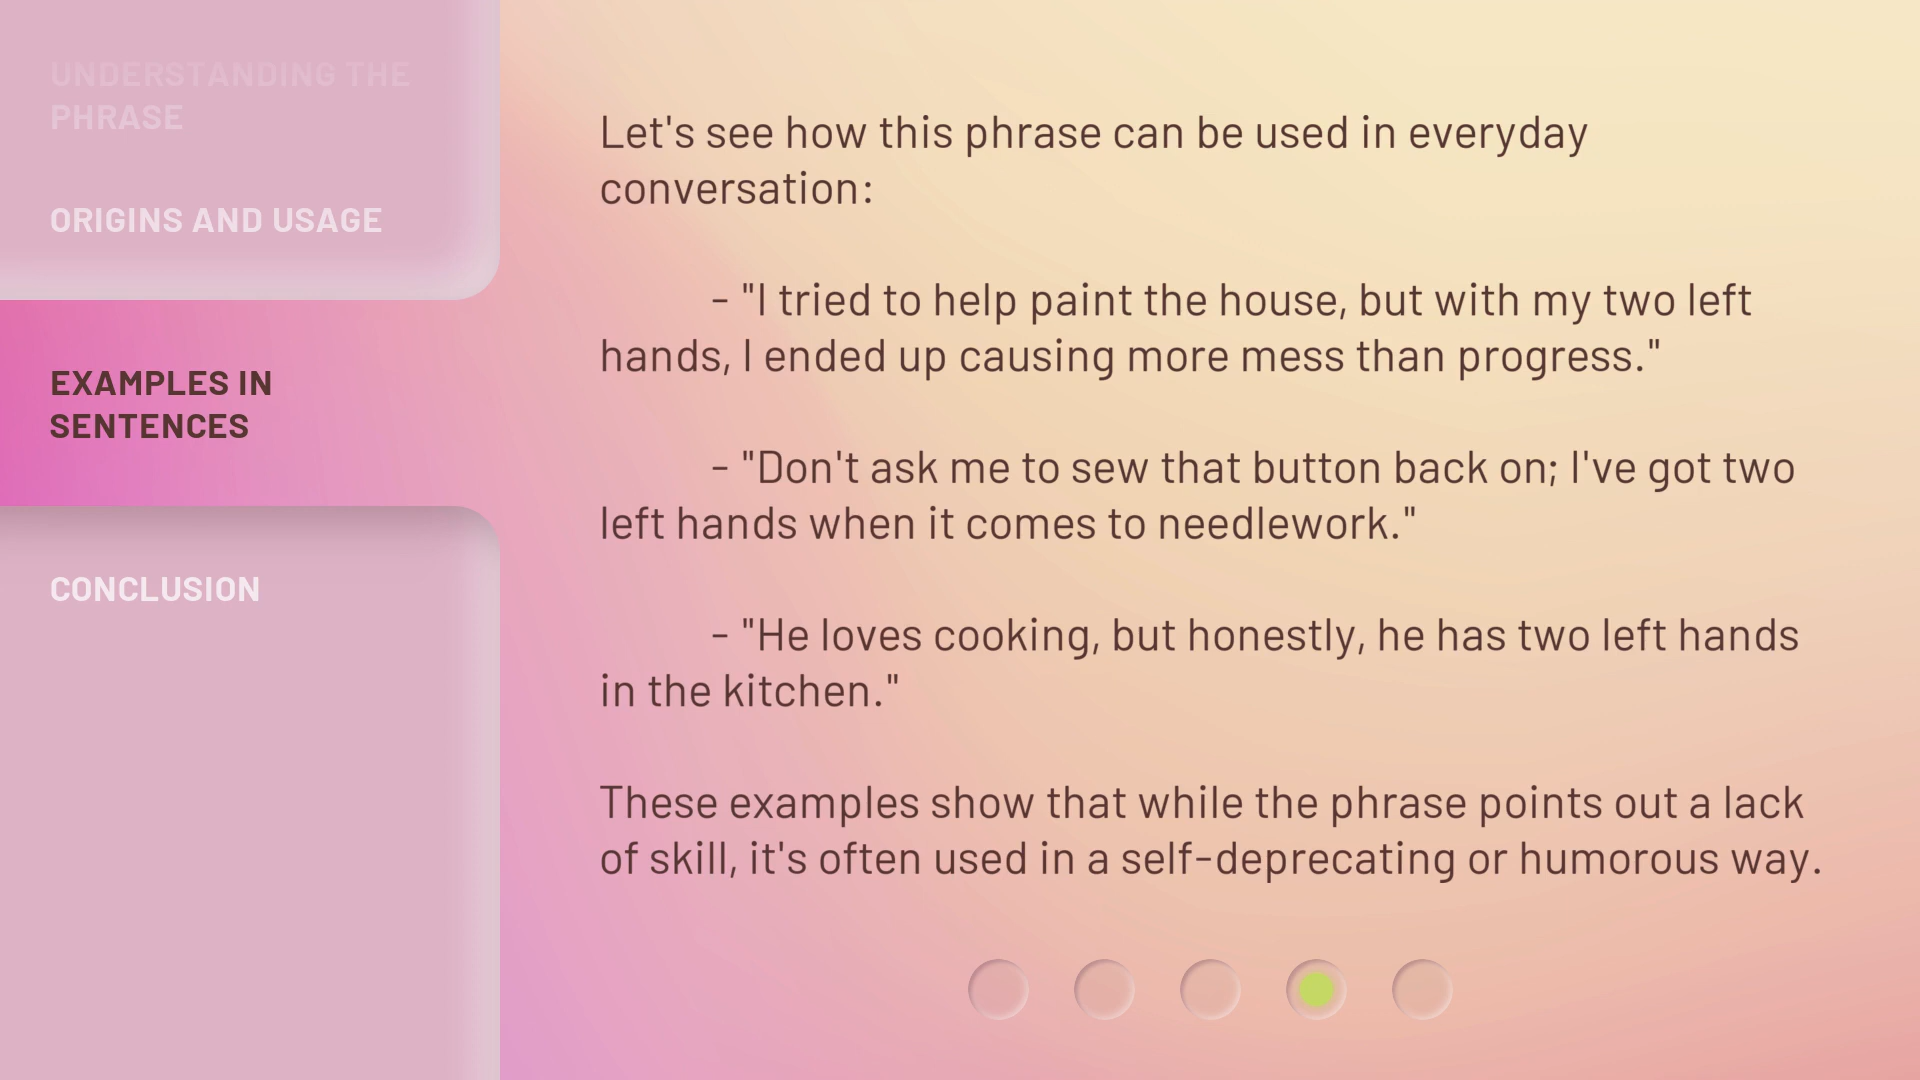 UNDERSTANDING THE
PHRASE
ORIGINS AND USAGE
EXAMPLES IN
SENTENCES
CONCLUSION
Let's see how this phrase can be used in everyday
conversation:
- "I tried to help paint the house, but with my two left
hands, I ended up causing more mess than progress."
- "Don't ask me to sew that button back on; I've got two
left hands when it comes to needlework."
- "He loves cooking, but honestly, he has two left hands
in the kitchen."
These examples show that while the phrase points out a lack
of skill, it's often used in a self-deprecating or humorous way.